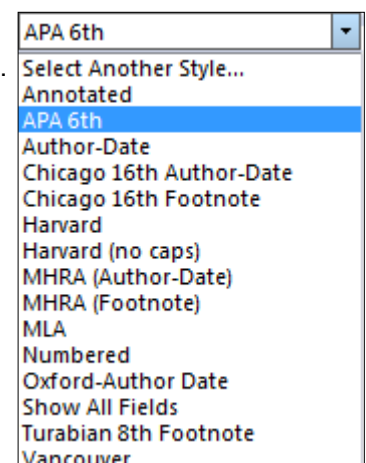 APA 6th
. Select Another Style...
Annotated
APA 6th
Author-Date
Chicago 16th Author-Date
Chicago 16th Footnote
Harvard
Harvard (no caps)
MHRA (Author-Date)
MHRA (Footnote)
MLA
Numbered
Oxford-Author Date
Show All Fields
Turabian 8th Footnote
Vancouver